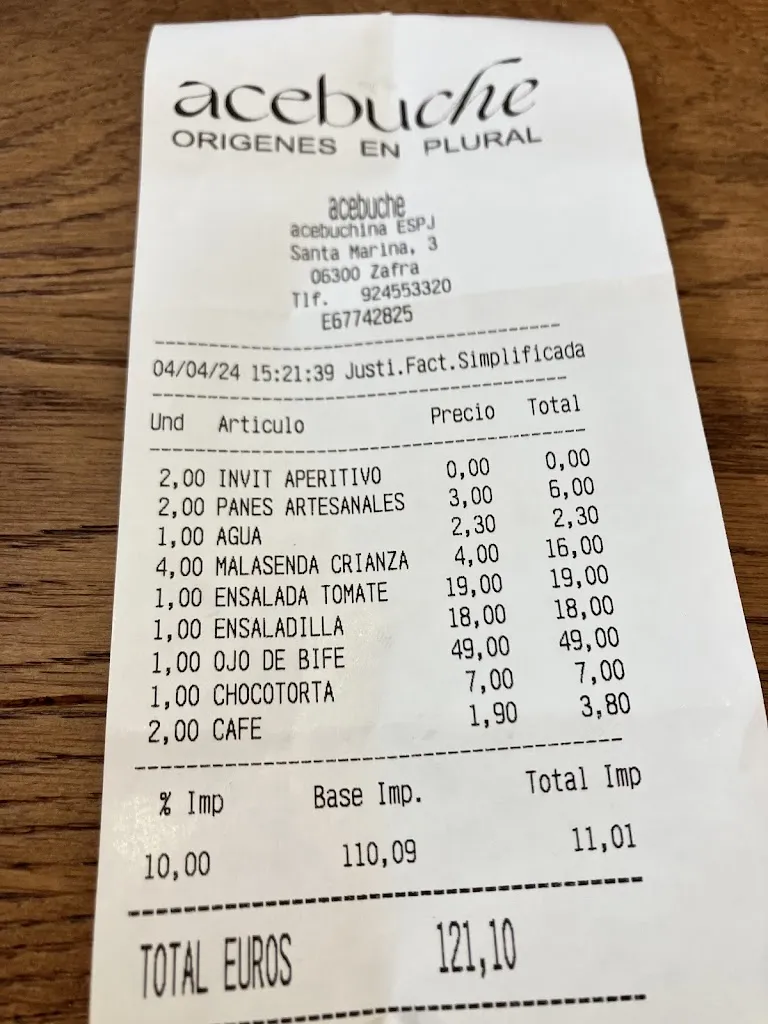 acebuche
ORIGENES EN PLURAL
acebuche
acebuchina ESPJ
Santa Marina, 3
06300 Zafra
Tlf. 924553320
E67742825
04/04/24 15:21:39 Justi.Fact.Simplificada
Und Articulo Precio Total
2,00 INVIT APERITIVO 0,00 0,00
2,00 PANES ARTESANALES 3,00 6,00
1,00 AGUA 2,30 2,30
4,00 MALASENDA CRIANZA 4,00 16,00
1,00 ENSALADA TOMATE 19,00 19,00
1,00 ENSALADILLA 18,00 18,00
1,00 OJO DE BIFE 49,00 49,00
1,00 CHOCOTORTA 7,00 7,00
2,00 CAFE 1,90 3,80
% Imp Base Imp. Total Imp
10,00 110,09 11,01
TOTAL EUROS 121,10